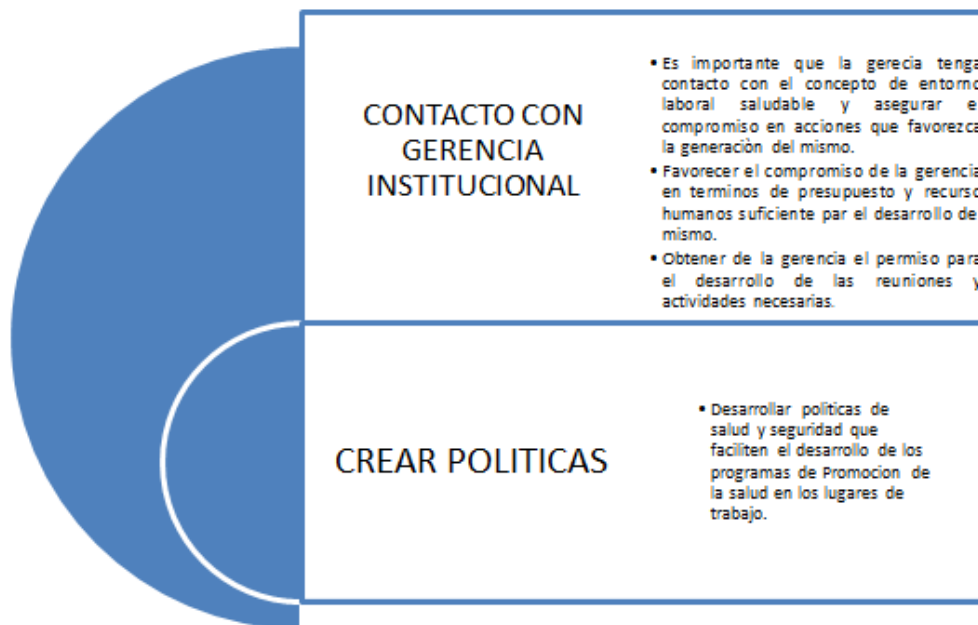 CONTACTO CON
GERENCIA
INSTITUCIONAL
• Es importante que la gerecia tenga
contacto con el concepto de entorno
laboral saludable y asegurar e
compromiso en acciones que favorezca
la generaciòn del mismo.
• Favorecer el compromiso de la gerencia
en terminos de presupuesto y recurso
humanos suficiente par el desarrollo de
mismo.
• Obtener de la gerencia el permiso para
el desarrollo de las reuniones y
actividades necesarias.
CREAR POLITICAS
• Desarrollar politicas de
salud y seguridad que
faciliten el desarrollo de los
programas de Promocion de
la salud en los lugares de
trabajo.